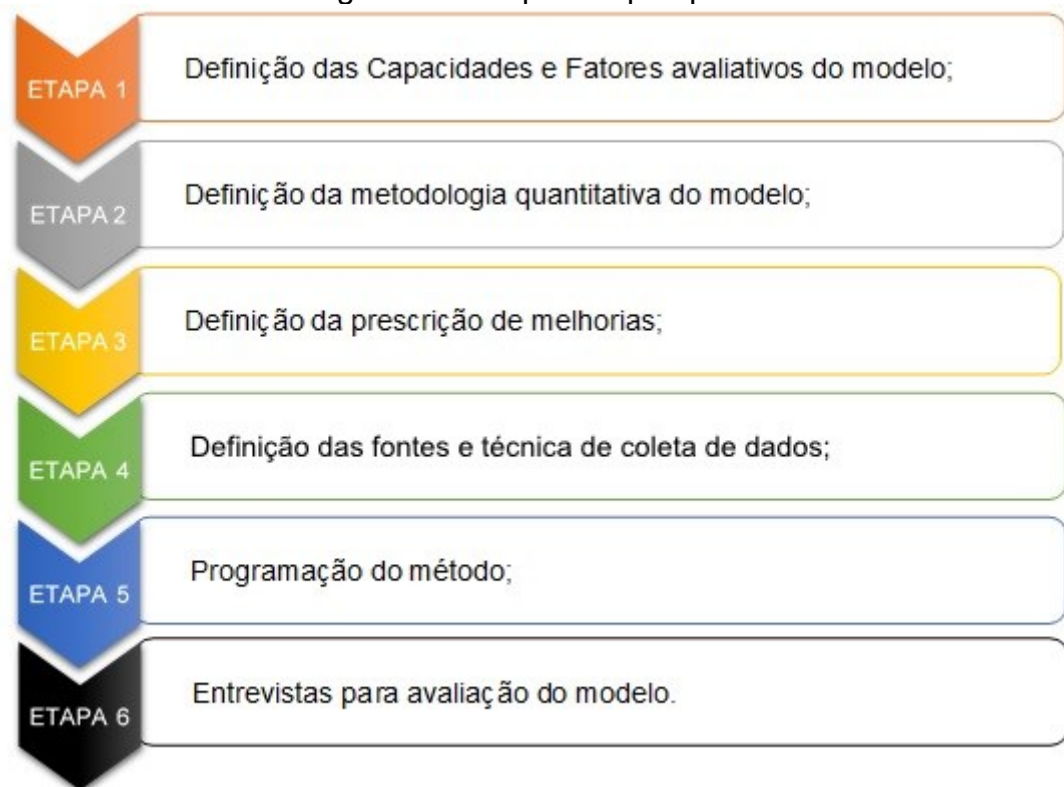 ETAPA 1
Definição das Capacidades e Fatores avaliativos do modelo;
ETAPA 2
Definição da metodologia quantitativa do modelo;
ETAPA 3
Definição da prescrição de melhorias;
ETAPA 4
Definição das fontes e técnica de coleta de dados;
ETAPA 5
Programação do método;
ETAPA 6
Entrevistas para avaliação do modelo.